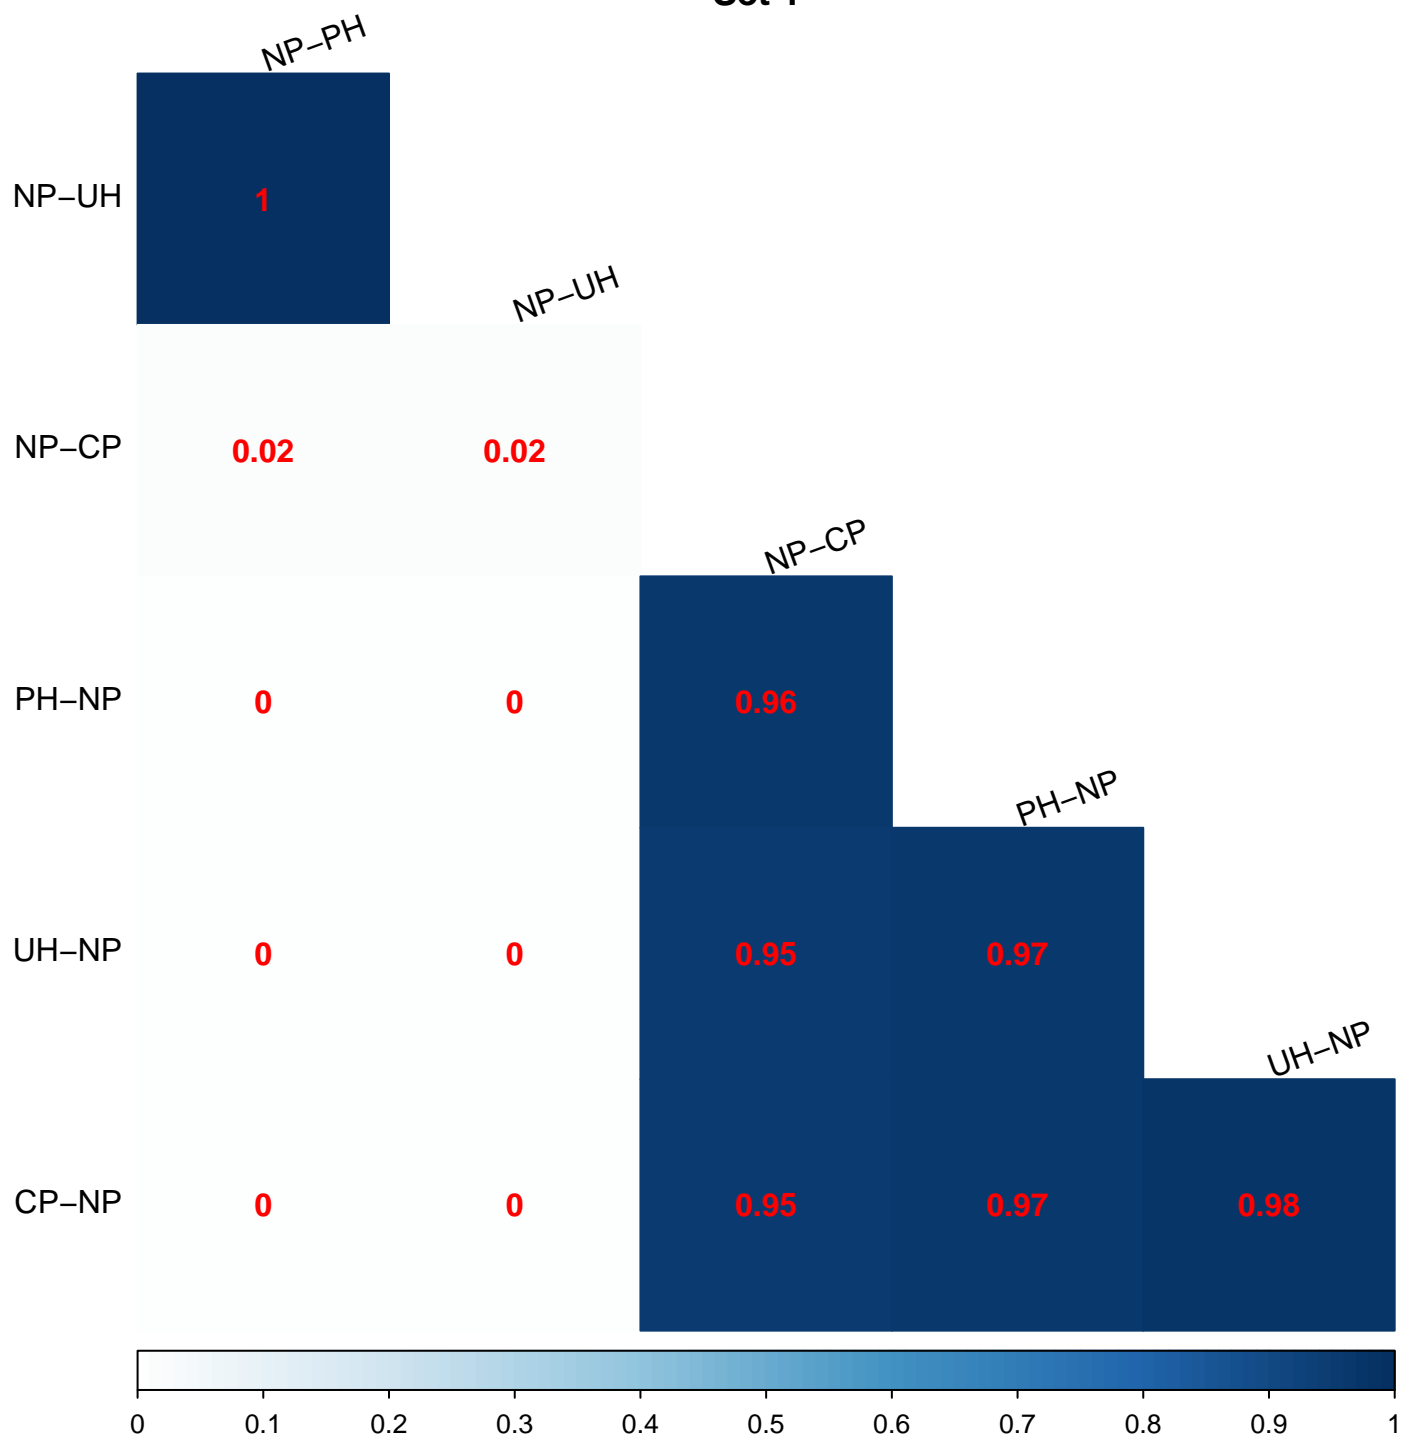 NP–PH
NP–UH 1
NP–UH
NP–CP 0.02 0.02
NP–CP
PH–NP 0 0 0.96
PH–NP
UH–NP 0 0 0.95 0.97
UH–NP
CP–NP 0 0 0.95 0.97 0.98
0 0.1 0.2 0.3 0.4 0.5 0.6 0.7 0.8 0.9 1